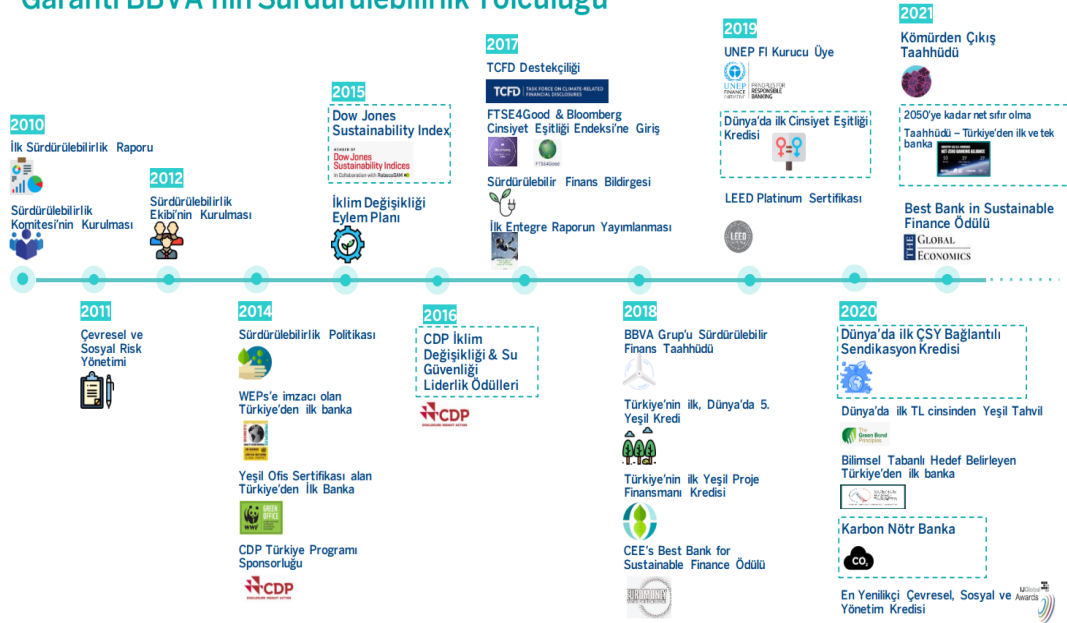 Garanti BBVA'nın Sürdürülebilirlik Yolculuğu
2010
İlk Sürdürülebilirlik Raporu
Sürdürülebilirlik
Komitesi'nin Kurulması
2012
Sürdürülebilirlik
Ekibi'nin Kurulması
2015
Dow Jones
Sustainability Index
MEMBER OF
Dow Jones
Sustainability Indices
In Collaboration with RobecoSAM
İklim Değişikliği
Eylem Planı
2017
TCFD Destekçiliği
TCFD TASK FORCE ON CLIMATE-RELATED
FINANCIAL DISCLOSURES
FTSE4Good & Bloomberg
Cinsiyet Eşitliği Endeksi'ne Giriş
FTSE4Good
Sürdürülebilir Finans Bildirgesi
İlk Entegre Raporun Yayımlanması
2019
UNEP FI Kurucu Üye
UNEP
FINANCE
INITIATIVE
PRINCIPLES FOR
RESPONSIBLE
BANKING
Dünya'da ilk Cinsiyet Eşitliği
Kredisi
LEED Platinum Sertifikası
LEED
2021
Kömürden Çıkış
Taahhüdü
2050'ye kadar net sıfır olma
Taahhüdü – Türkiye'den ilk ve tek
banka
NET-ZERO BANKING ALLIANCE
Best Bank in Sustainable
Finance Ödülü
THE GLOBAL
ECONOMICS
2011
Çevresel ve
Sosyal Risk
Yönetimi
2014
Sürdürülebilirlik Politikası
WEPs'e imzacı olan
Türkiye'den ilk banka
Yeşil Ofis Sertifikası alan
Türkiye'den İlk Banka
WWF
GREEN
OFFICE
CDP Türkiye Programı
Sponsorluğu
CDP
DISCLOSURE INSIGHT ACTION
2016
CDP İklim
Değişikliği & Su
Güvenliği
Liderlik Ödülleri
CDP
DISCLOSURE INSIGHT ACTION
2018
BBVA Grup'u Sürdürülebilir
Finans Taahhüdü
Türkiye'nin ilk, Dünya'da 5.
Yeşil Kredi
Türkiye'nin ilk Yeşil Proje
Finansmanı Kredisi
CEE's Best Bank for
Sustainable Finance Ödülü
EUROMONEY
2020
Dünya'da ilk ÇSY Bağlantılı
Sendikasyon Kredisi
Dünya'da ilk TL cinsinden Yeşil Tahvil
The
Green Bond
Principles
Bilimsel Tabanlı Hedef Belirleyen
Türkiye'den ilk banka
Karbon Nötr Banka
CO₂
En Yenilikçi Çevresel, Sosyal ve
Yönetim Kredisi
Awards